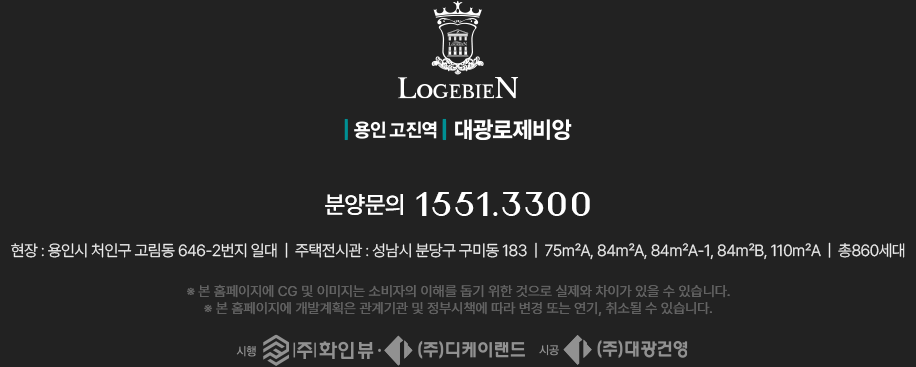 LOGEBIEN
용인 고진역 대광로제비앙
분양문의 1551.3300
현장 : 용인시 처인구 고림동 646-2번지 일대 | 주택전시관 : 성남시 분당구 구미동 183 | 75m²A, 84m²A, 84m²A-1, 84m²B, 110m²A | 총860세대
※ 본 홈페이지에 CG 및 이미지는 소비자의 이해를 돕기 위한 것으로 실제와 차이가 있을 수 있습니다.
※ 본 홈페이지에 개발계획은 관계기관 및 정부시책에 따라 변경 또는 연기, 취소될 수 있습니다.
시행 (주)화인뷰 · (주)디케이랜드 시공 (주)대광건영